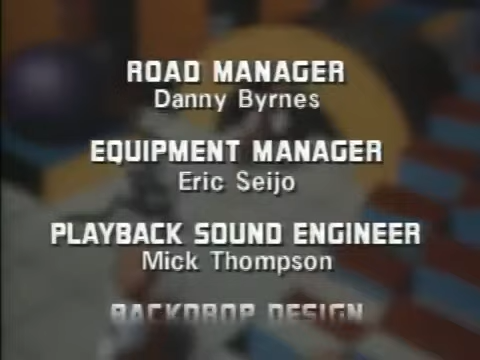 ROAD MANAGER
Danny Byrnes
EQUIPMENT MANAGER
Eric Seijo
PLAYBACK SOUND ENGINEER
Mick Thompson
BACKDROP DESIGN